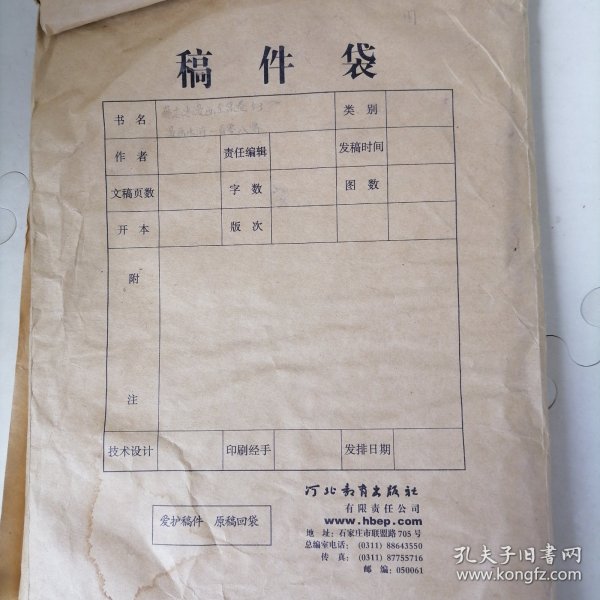 稿件袋
书名 类别
作者 责任编辑 发稿时间
文稿页数 字数 图数
开本 版次
附
注
技术设计 印刷经手 发排日期
河北教育出版社
有限责任公司
www.hbep.com
爱护稿件 原稿回袋
地 址:石家庄市联盟路705号
总编室电话:(0311)88643550
传 真:(0311)87755716
邮 编:050061
孔夫子旧书网
www.kongfz.com